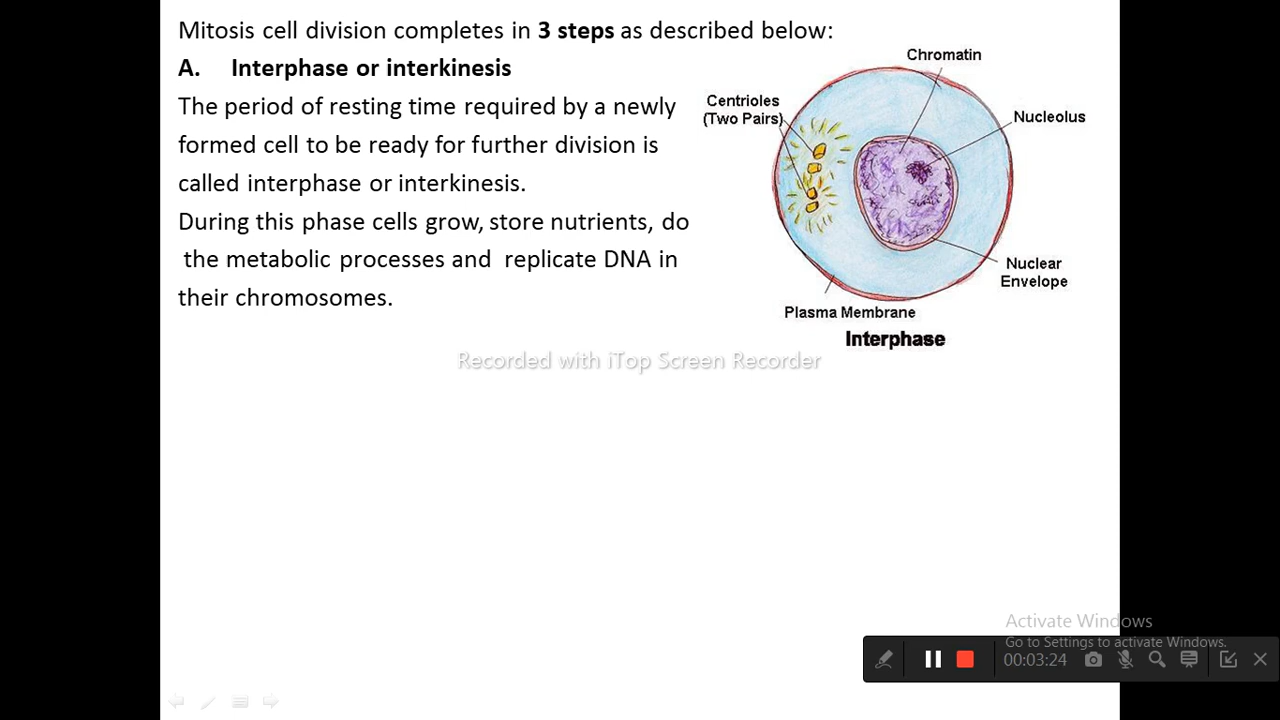 Mitosis cell division completes in 3 steps as described below:
A. Interphase or interkinesis
The period of resting time required by a newly
formed cell to be ready for further division is
called interphase or interkinesis.
During this phase cells grow, store nutrients, do
the metabolic processes and replicate DNA in
their chromosomes.
Chromatin
Centrioles
(Two Pairs)
Nucleolus
Nuclear
Envelope
Plasma Membrane
Interphase
Recorded with iTop Screen Recorder
Activate Windows
Go to Settings to activate Windows.
00:03:24